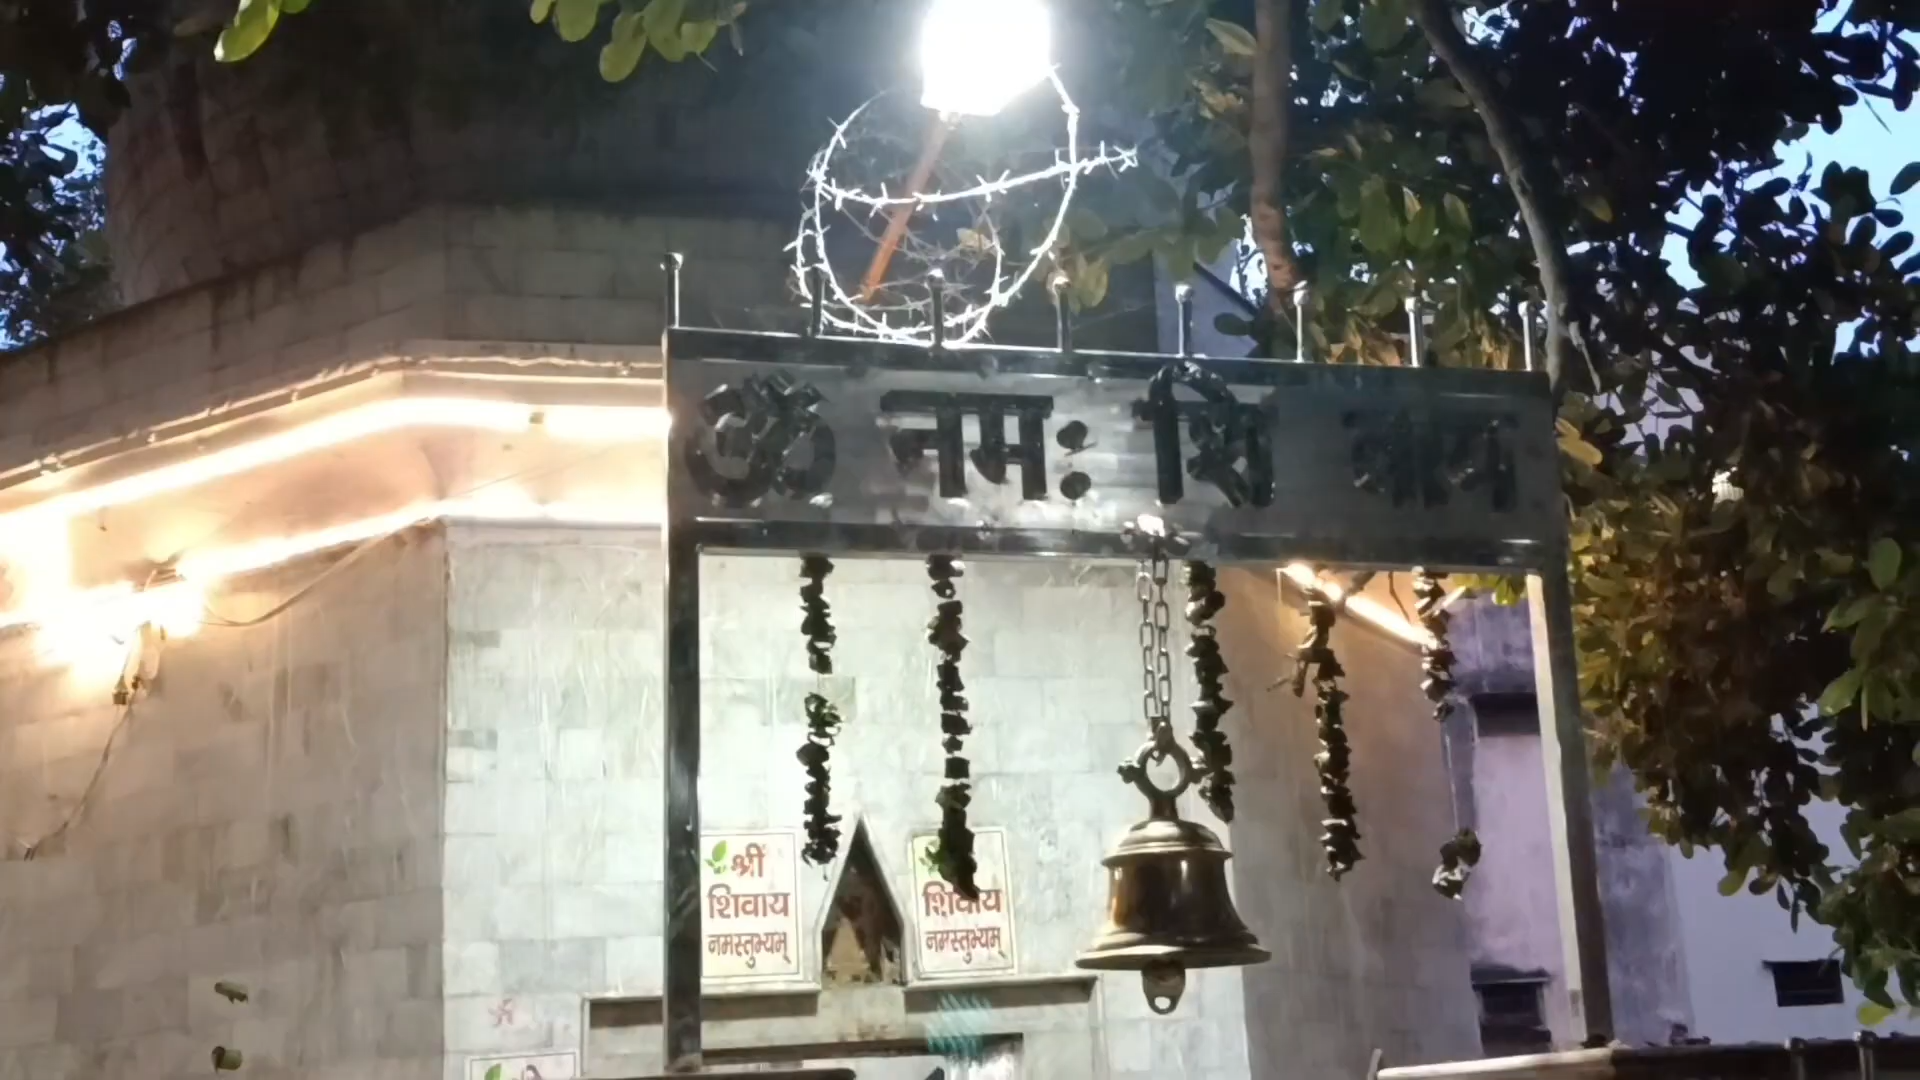 ॐ नमः शि वाय
श्री
शिवाय
नमस्तुभ्यम्
शिवाय
नमस्तुभ्यम्